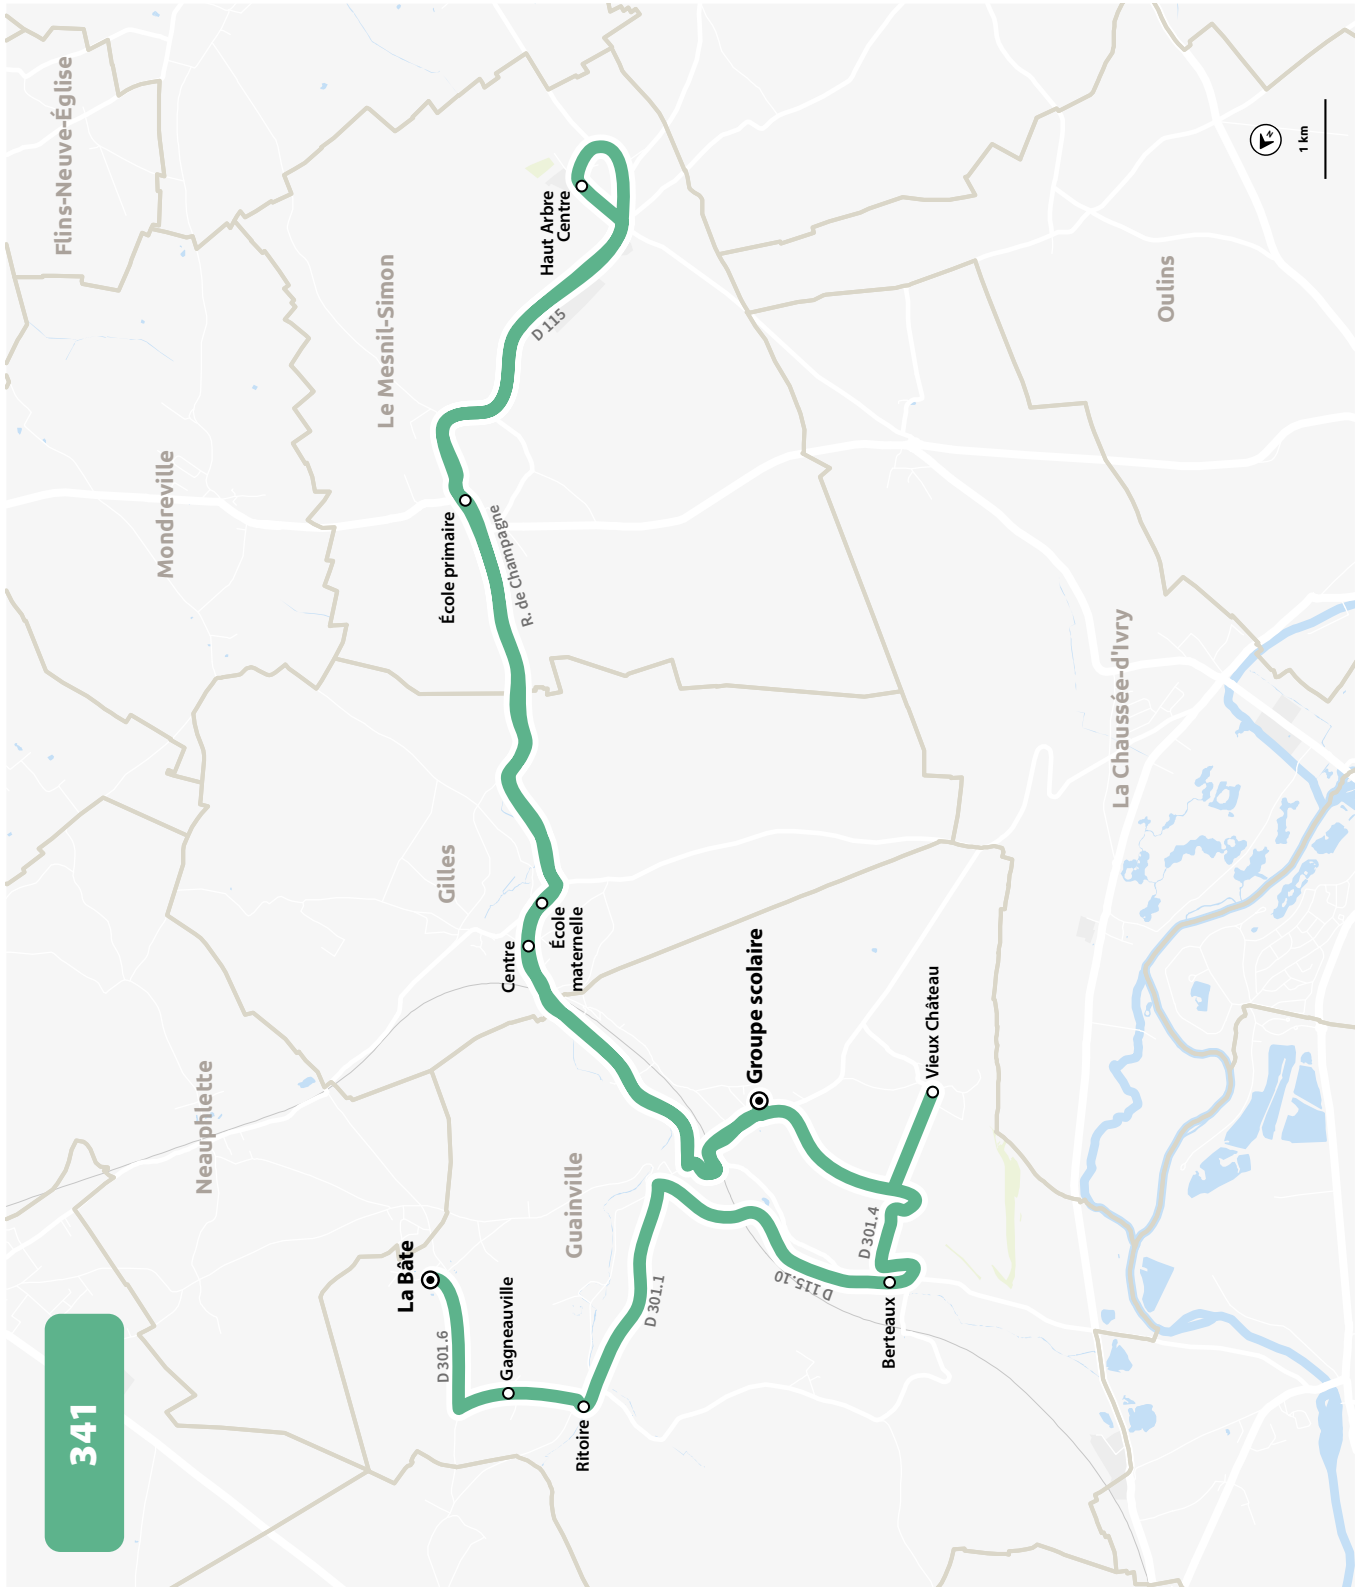 341
Flins-Neuve-Église
Mondreville
Le Mesnil-Simon
Neauphlette
Gilles
Guainville
Oulins
La Chaussée-d'Ivry
La Bâte
D 301.6
Gagneauville
Ritoire
D 301.1
D 115.10
Berteaux
D 301.4
Vieux Château
Groupe scolaire
Centre
École
maternelle
École primaire
R. de Champagne
D 115
Haut Arbre
Centre
N
1 km